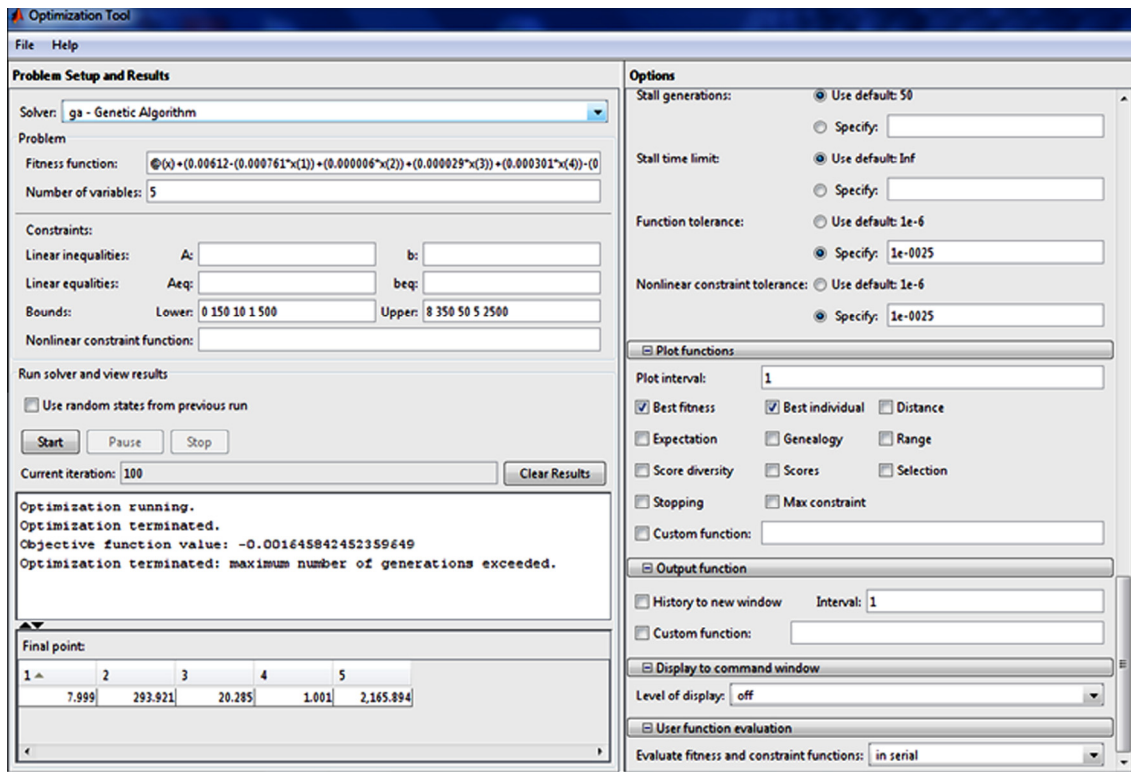 Optimization Tool
File Help
Problem Setup and Results
Solver: ga - Genetic Algorithm
Problem
Fitness function: @(x)+(0.00612-(0.000761*x(1))+(0.000006*x(2))+(0.000029*x(3))+(0.000301*x(4))-(0
Number of variables: 5
Constraints:
Linear inequalities: A: b:
Linear equalities: Aeq: beq:
Bounds: Lower: 0 150 10 1 500 Upper: 8 350 50 5 2500
Nonlinear constraint function:
Run solver and view results
Use random states from previous run
Start Pause Stop
Current iteration: 100 Clear Results
Optimization running.
Optimization terminated.
Objective function value: -0.001645842452359649
Optimization terminated: maximum number of generations exceeded.
Final point:
1 2 3 4 5
7.999 293.921 20.285 1.001 2,165.894
Options
Stall generations: Use default: 50
Specify:
Stall time limit: Use default: Inf
Specify:
Function tolerance: Use default: 1e-6
Specify: 1e-0025
Nonlinear constraint tolerance: Use default: 1e-6
Specify: 1e-0025
Plot functions
Plot interval: 1
Best fitness Best individual Distance
Expectation Genealogy Range
Score diversity Scores Selection
Stopping Max constraint
Custom function:
Output function
History to new window Interval: 1
Custom function:
Display to command window
Level of display: off
User function evaluation
Evaluate fitness and constraint functions: in serial